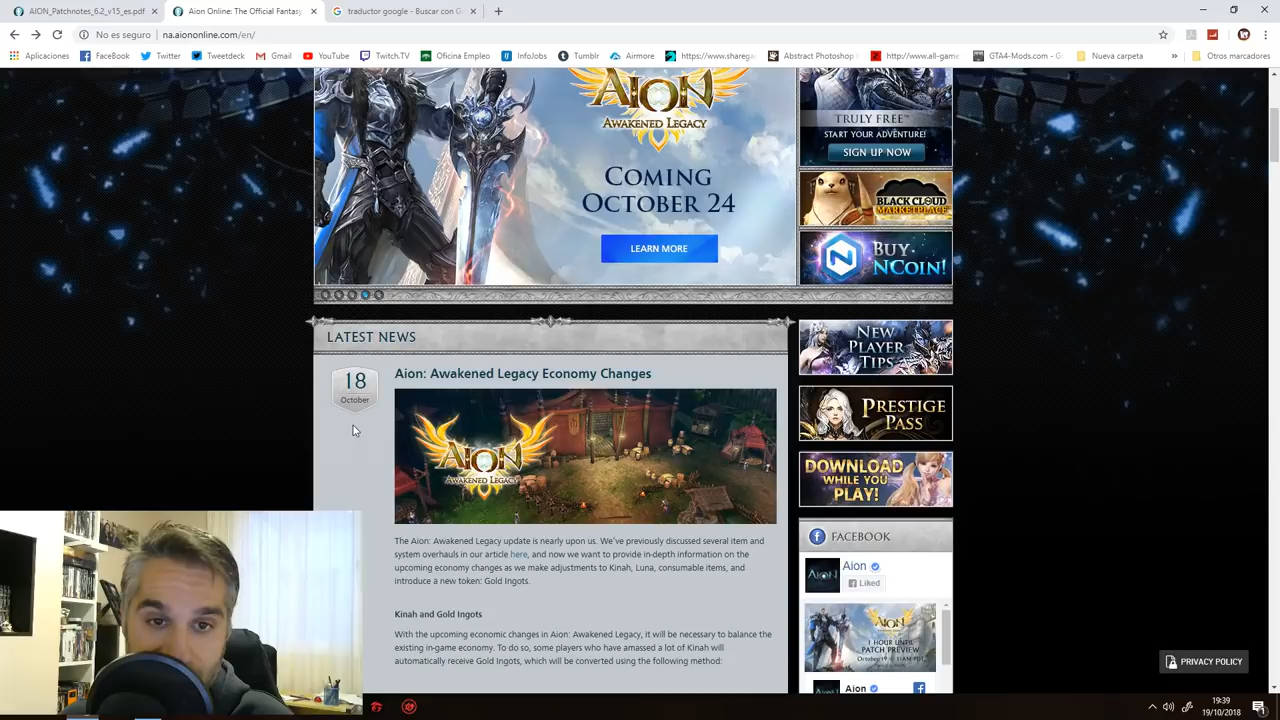 AION_Patchnotes_6.2_v15_es.pdf
Aion Online: The Official Fantasy
traductor google - Buscar con G
No es seguro
na.aiononline.com/en/
Aplicaciones
FaceBook
Twitter
Tweetdeck
Gmail
YouTube
Twitch.TV
Oficina Empleo
InfoJobs
Tumblr
Airmore
https://www.sharega
Abstract Photoshop
http://www.all-game
GTA4-Mods.com - G
Nueva carpeta
»
Otros marcadores
AION
AWAKENED LEGACY
COMING
OCTOBER 24
LEARN MORE
TRULY FREE™
START YOUR ADVENTURE!
SIGN UP NOW
BLACK CLOUD
MARKETPLACE
BUY
NCOIN!
LATEST NEWS
18
October
Aion: Awakened Legacy Economy Changes
AION
AWAKENED LEGACY
The Aion: Awakened Legacy update is nearly upon us. We've previously discussed several item and
system overhauls in our article here, and now we want to provide in-depth information on the
upcoming economy changes as we make adjustments to Kinah, Luna, consumable items, and
introduce a new token: Gold Ingots.
Kinah and Gold Ingots
With the upcoming economic changes in Aion: Awakened Legacy, it will be necessary to balance the
existing in-game economy. To do so, some players who have amassed a lot of Kinah will
automatically receive Gold Ingots, which will be converted using the following method:
NEW
PLAYER
TIPS
PRESTIGE
PASS
DOWNLOAD
WHILE YOU
PLAY!
FACEBOOK
AION
Aion
Liked
AION
1 HOUR UNTIL
PATCH PREVIEW
OCTOBER 19 @ 11AM PDT
Aion
PRIVACY POLICY
19:39
19/10/2018